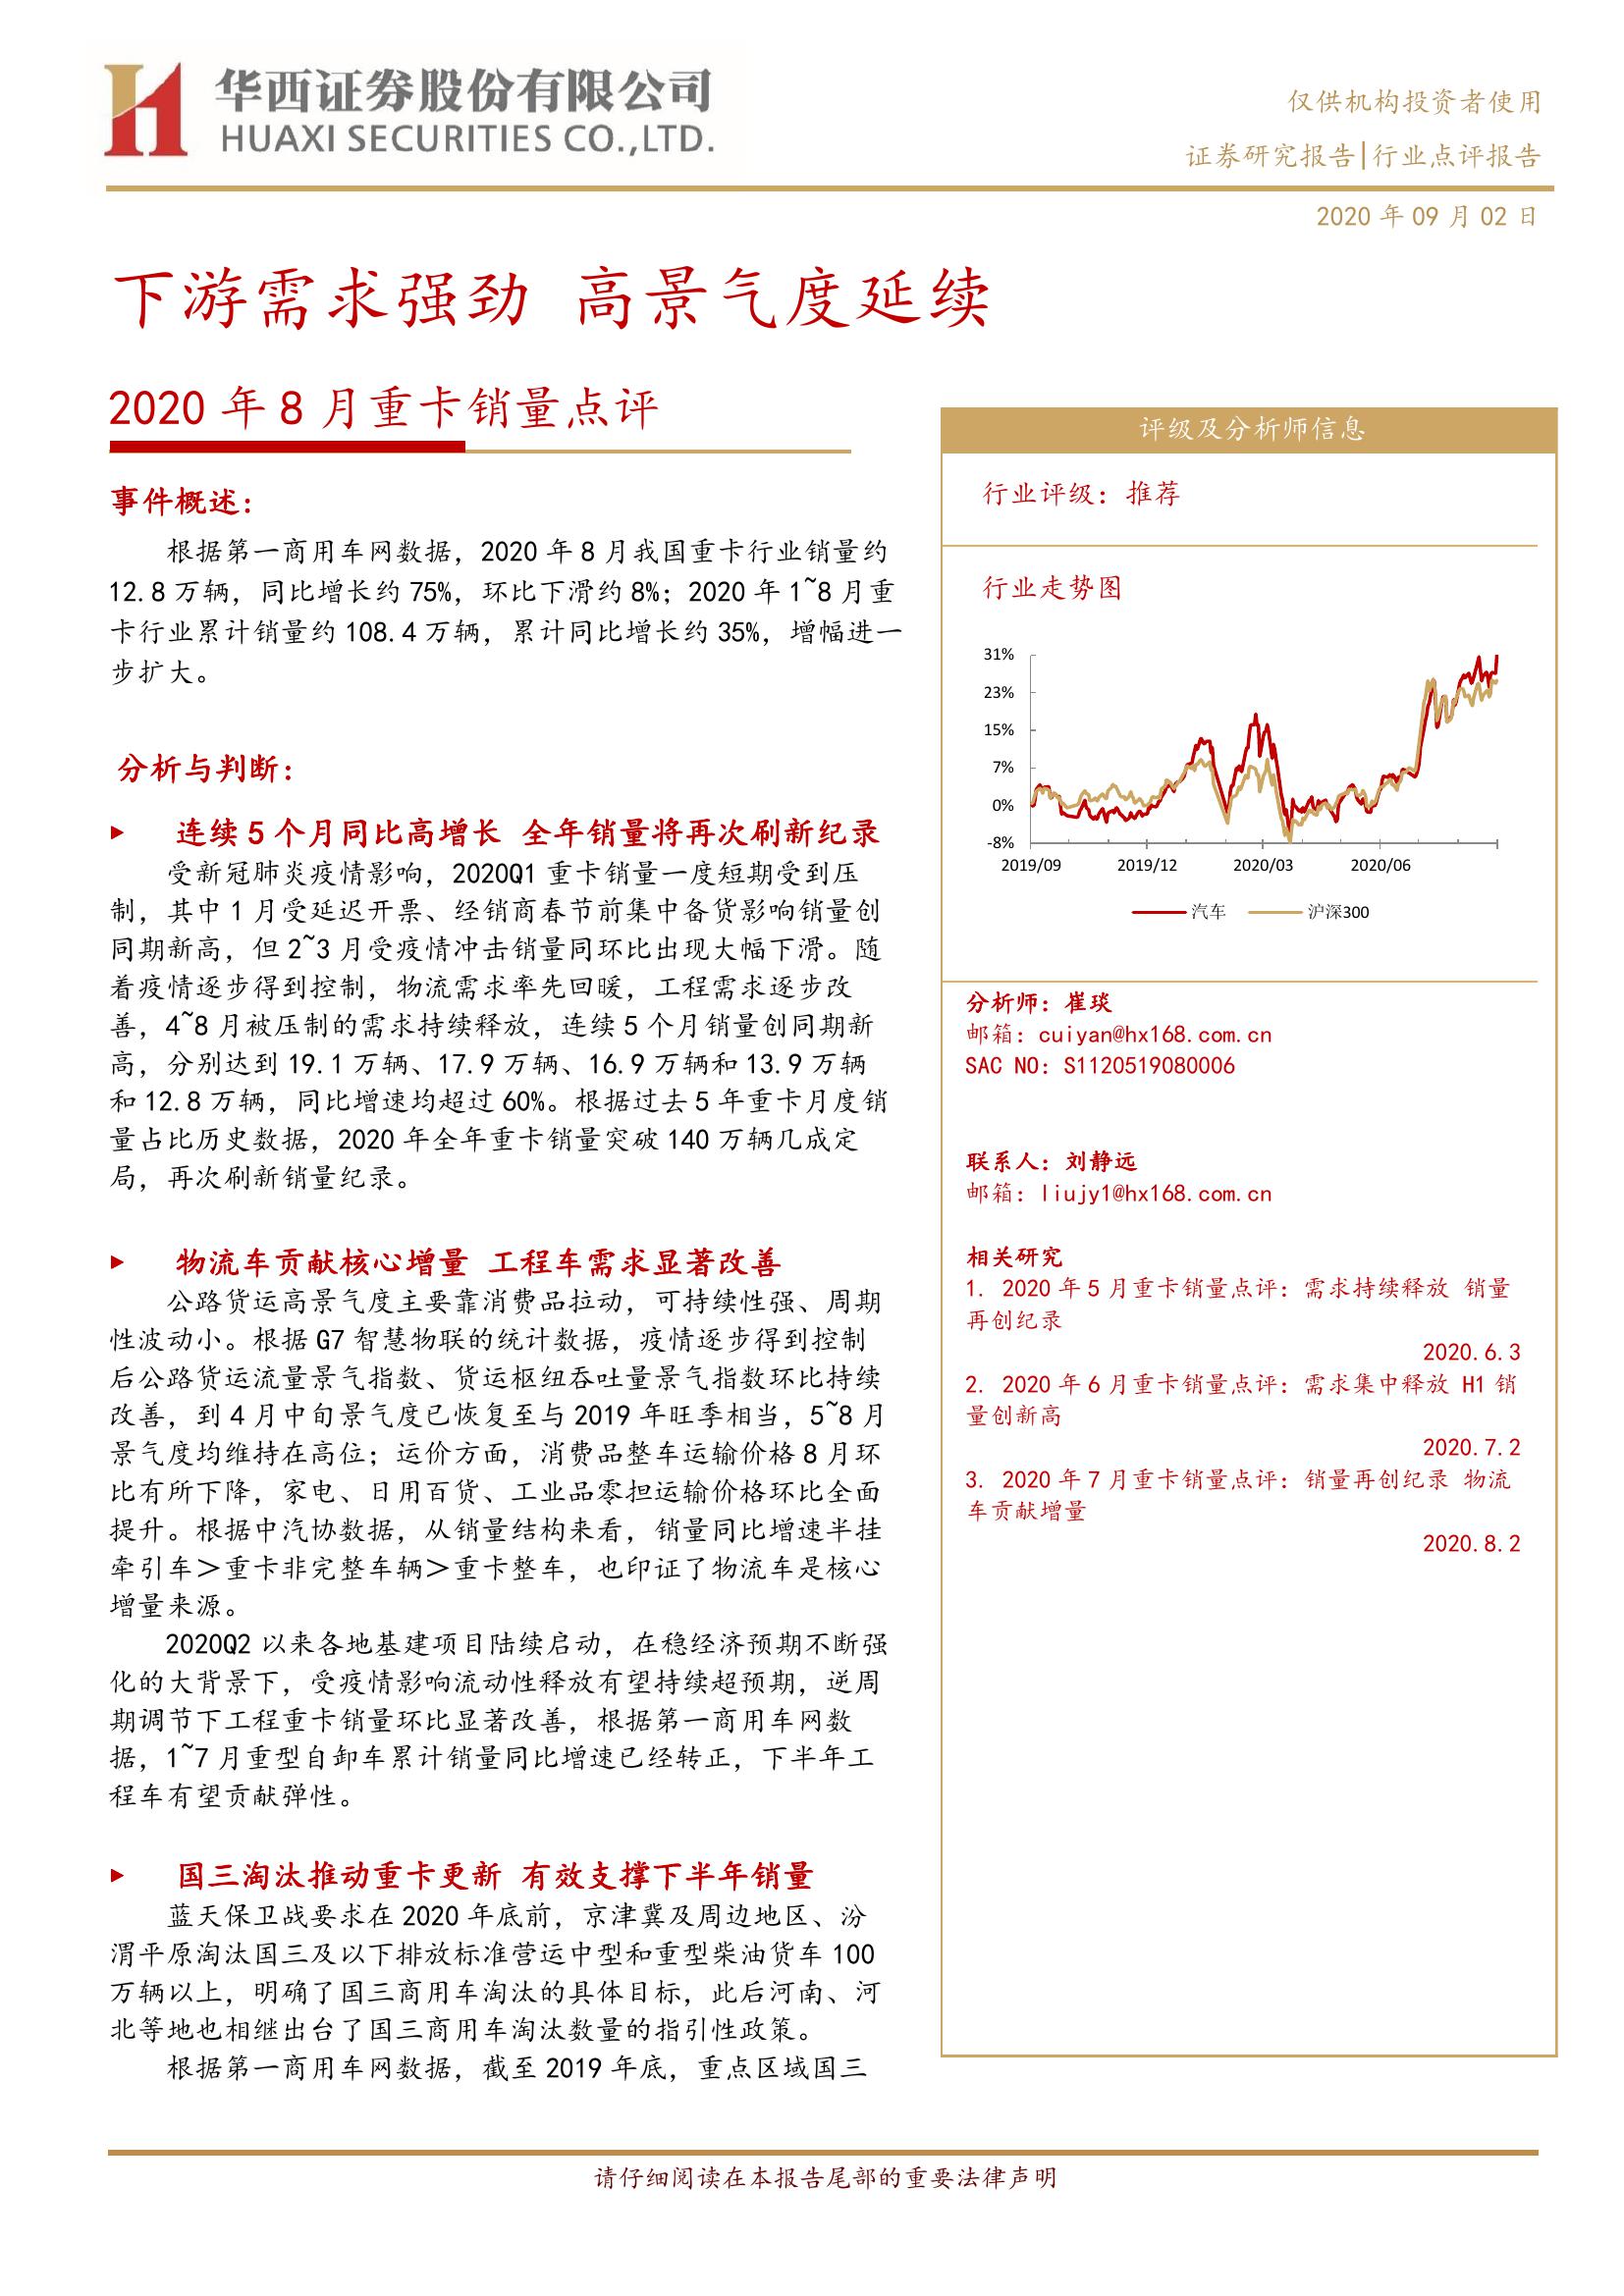 华西证券股份有限公司
HUAXI SECURITIES CO.,LTD.
仅供机构投资者使用
证券研究报告|行业点评报告
2020 年 09 月 02 日
下游需求强劲 高景气度延续
2020 年 8 月重卡销量点评
事件概述：
根据第一商用车网数据，2020 年 8 月我国重卡行业销量约
12.8 万辆，同比增长约 75%，环比下滑约 8%；2020 年 1~8 月重
卡行业累计销量约 108.4 万辆，累计同比增长约 35%，增幅进一
步扩大。
分析与判断：
► 连续 5 个月同比高增长 全年销量将再次刷新纪录
受新冠肺炎疫情影响，2020Q1 重卡销量一度短期受到压
制，其中 1 月受延迟开票、经销商春节前集中备货影响销量创
同期新高，但 2~3 月受疫情冲击销量同环比出现大幅下滑。随
着疫情逐步得到控制，物流需求率先回暖，工程需求逐步改
善，4~8 月被压制的需求持续释放，连续 5 个月销量创同期新
高，分别达到 19.1 万辆、17.9 万辆、16.9 万辆和 13.9 万辆
和 12.8 万辆，同比增速均超过 60%。根据过去 5 年重卡月度销
量占比历史数据，2020 年全年重卡销量突破 140 万辆几成定
局，再次刷新销量纪录。
► 物流车贡献核心增量 工程车需求显著改善
公路货运高景气度主要靠消费品拉动，可持续性强、周期
性波动小。根据 G7 智慧物联的统计数据，疫情逐步得到控制
后公路货运流量景气指数、货运枢纽吞吐量景气指数环比持续
改善，到 4 月中旬景气度已恢复至与 2019 年旺季相当，5~8 月
景气度均维持在高位；运价方面，消费品整车运输价格 8 月环
比有所下降，家电、日用百货、工业品零担运输价格环比全面
提升。根据中汽协数据，从销量结构来看，销量同比增速半挂
牵引车＞重卡非完整车辆＞重卡整车，也印证了物流车是核心
增量来源。
2020Q2 以来各地基建项目陆续启动，在稳经济预期不断强
化的大背景下，受疫情影响流动性释放有望持续超预期，逆周
期调节下工程重卡销量环比显著改善，根据第一商用车网数
据，1~7 月重型自卸车累计销量同比增速已经转正，下半年工
程车有望贡献弹性。
► 国三淘汰推动重卡更新 有效支撑下半年销量
蓝天保卫战要求在 2020 年底前，京津冀及周边地区、汾
渭平原淘汰国三及以下排放标准营运中型和重型柴油货车 100
万辆以上，明确了国三商用车淘汰的具体目标，此后河南、河
北等地也相继出台了国三商用车淘汰数量的指引性政策。
根据第一商用车网数据，截至 2019 年底，重点区域国三
评级及分析师信息
行业评级：推荐
行业走势图
31%
23%
15%
7%
0%
-8%
2019/09 2019/12 2020/03 2020/06
汽车 沪深300
分析师：崔琰
邮箱：cuiyan@hx168.com.cn
SAC NO：S1120519080006
联系人：刘静远
邮箱：liujy1@hx168.com.cn
相关研究
1. 2020 年 5 月重卡销量点评：需求持续释放 销量
再创纪录
2020.6.3
2. 2020 年 6 月重卡销量点评：需求集中释放 H1 销
量创新高
2020.7.2
3. 2020 年 7 月重卡销量点评：销量再创纪录 物流
车贡献增量
2020.8.2
请仔细阅读在本报告尾部的重要法律声明